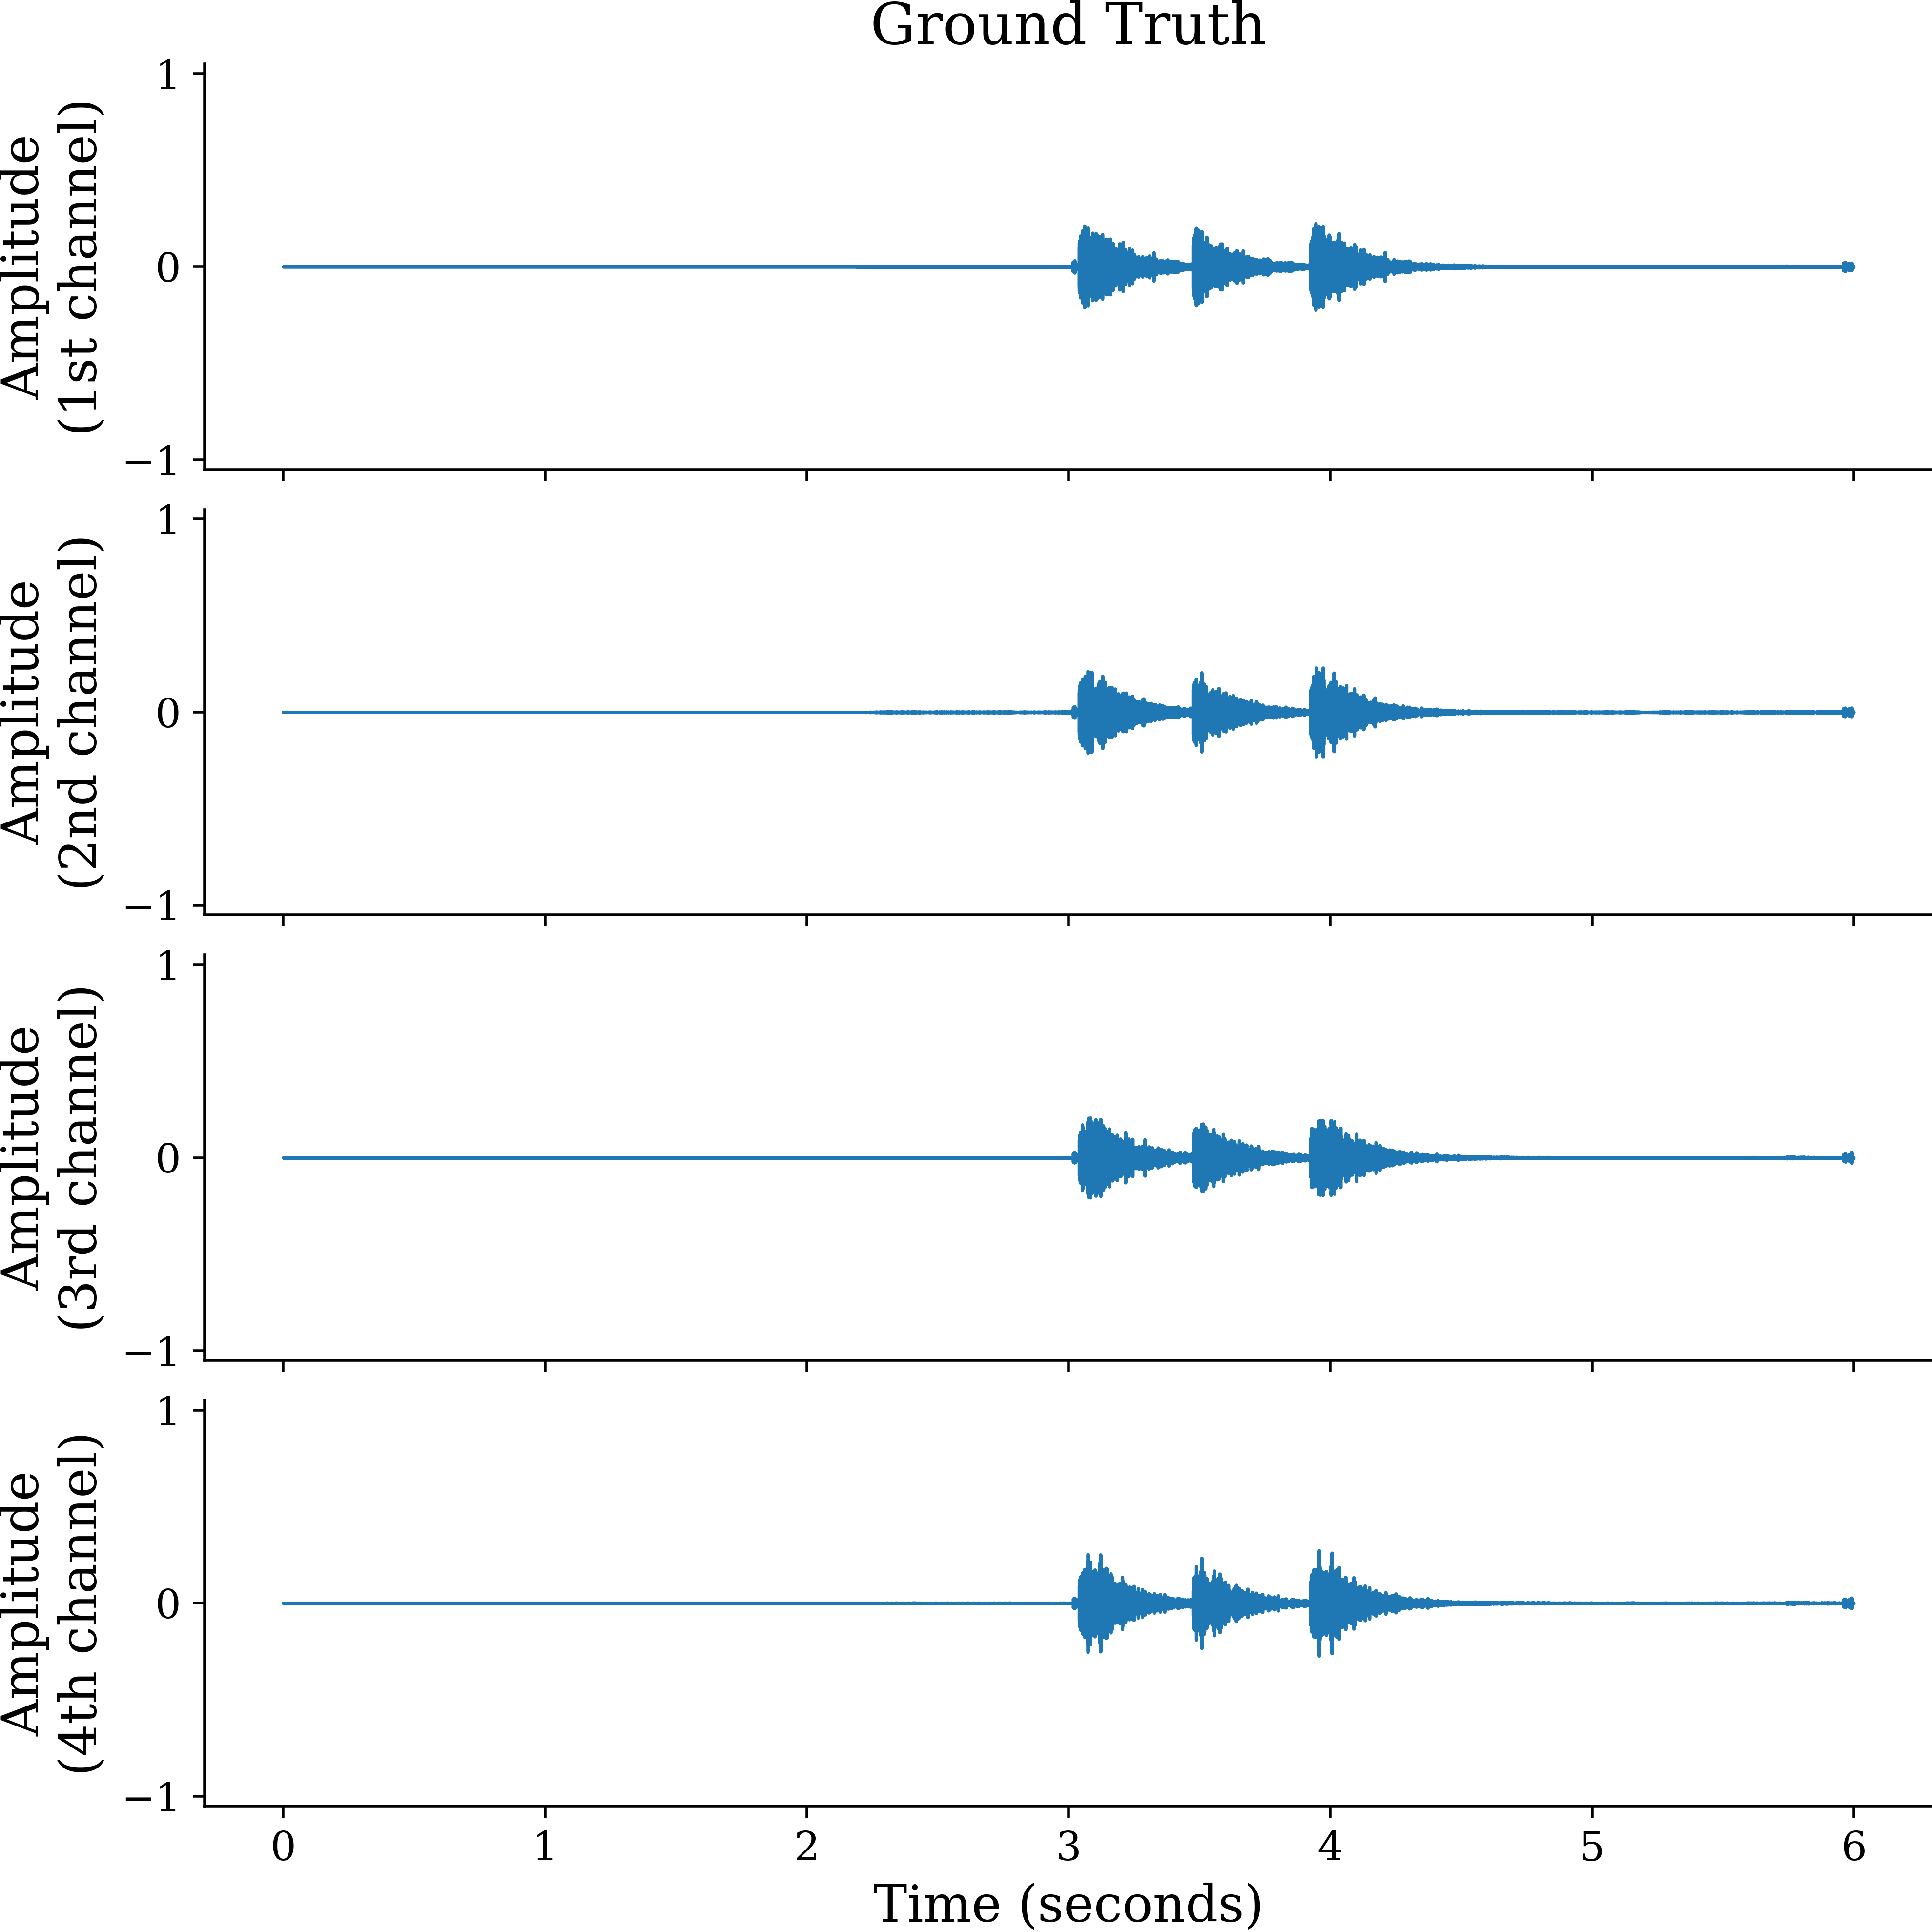 Ground Truth
Amplitude
(1st channel)
1
0
−1
Amplitude
(2nd channel)
1
0
−1
Amplitude
(3rd channel)
1
0
−1
Amplitude
(4th channel)
1
0
−1
0 1 2 3 4 5 6
Time (seconds)